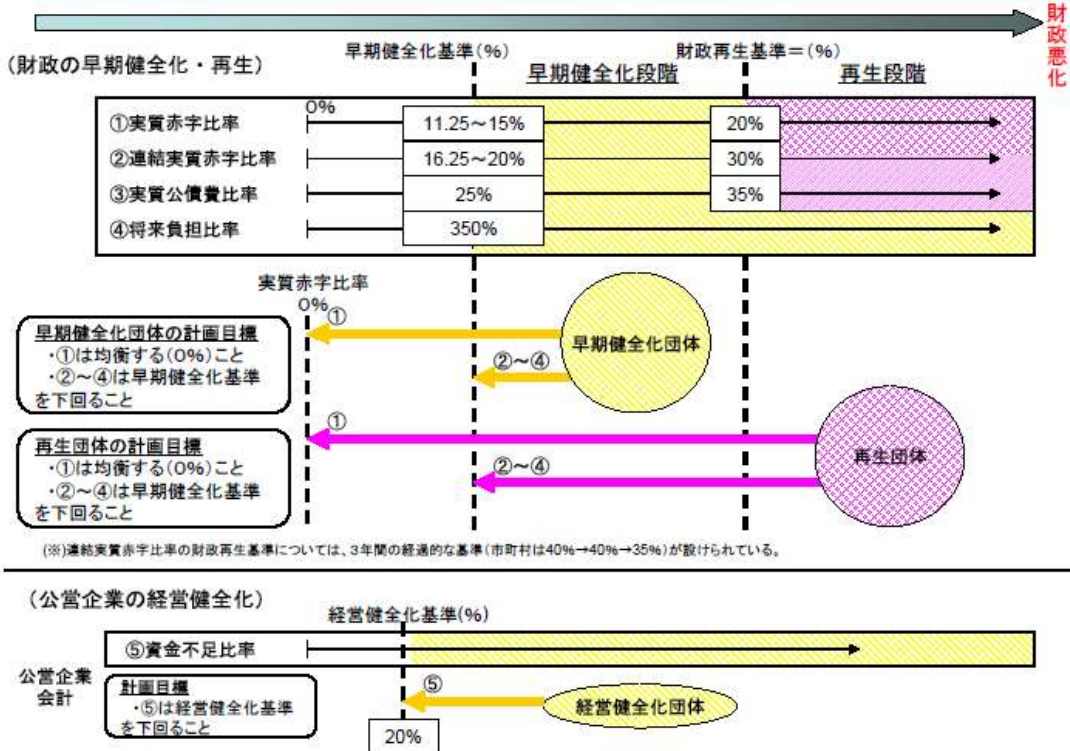 財政悪化
早期健全化基準(%)
財政再生基準=(%)
(財政の早期健全化・再生)
早期健全化段階
再生段階
0%
①実質赤字比率
11.25~15%
20%
②連結実質赤字比率
16.25~20%
30%
③実質公債費比率
25%
35%
④将来負担比率
350%
実質赤字比率
0%
早期健全化団体の計画目標
・①は均衡する(0%)こと
・②~④は早期健全化基準
を下回ること
①
②~④
早期健全化団体
再生団体の計画目標
・①は均衡する(0%)こと
・②~④は早期健全化基準
を下回ること
①
②~④
再生団体
(※)連結実質赤字比率の財政再生基準については、3年間の経過的な基準(市町村は40%→40%→35%)が設けられている。
(公営企業の経営健全化)
経営健全化基準(%)
⑤資金不足比率
公営企業
会計
計画目標
・⑤は経営健全化基準
を下回ること
⑤
経営健全化団体
20%